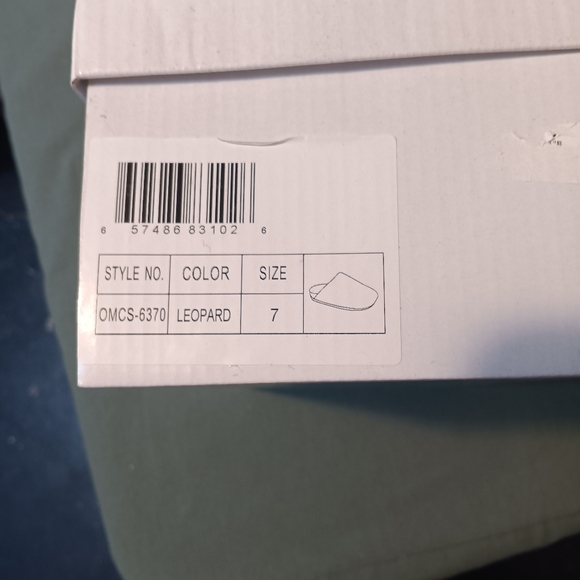 6 57486 83102 6
STYLE NO. COLOR SIZE
OMCS-6370 LEOPARD 7